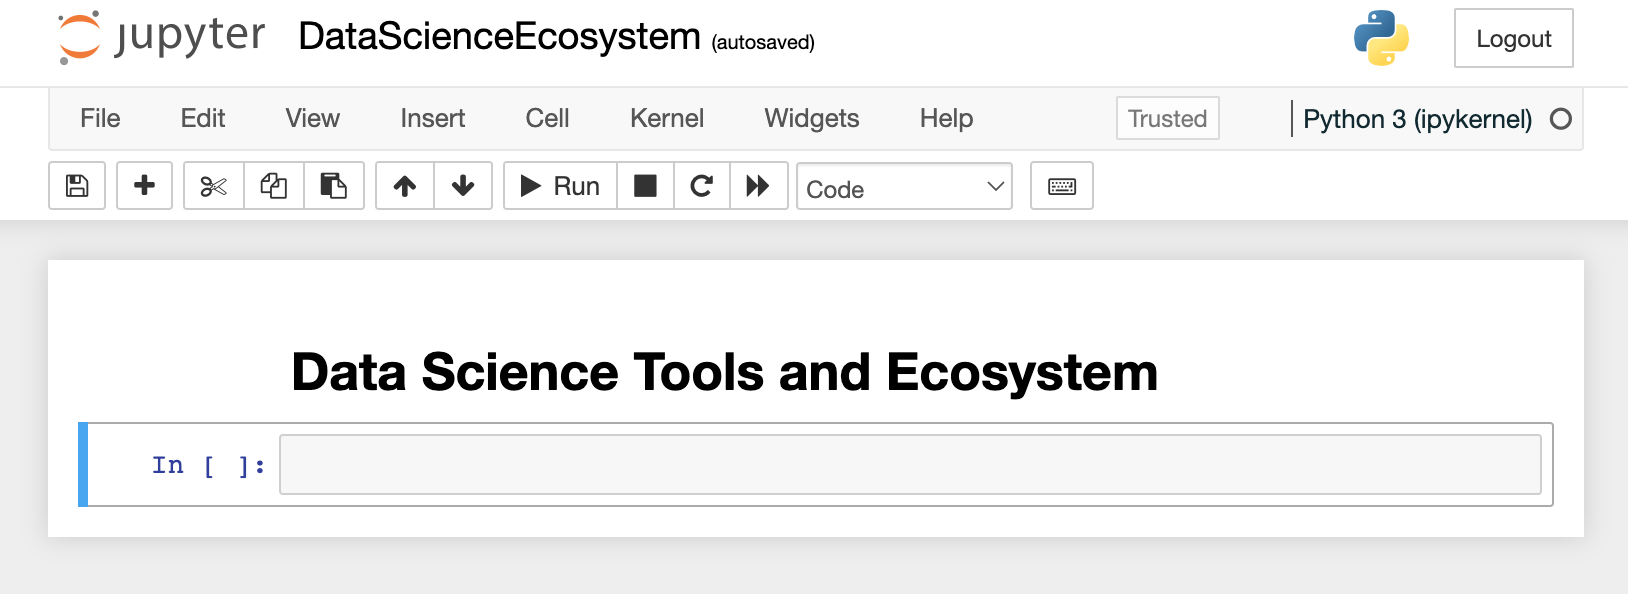 jupyter DataScienceEcosystem (autosaved) Logout
File Edit View Insert Cell Kernel Widgets Help Trusted Python 3 (ipykernel)
Run Code
Data Science Tools and Ecosystem
In [ ]: